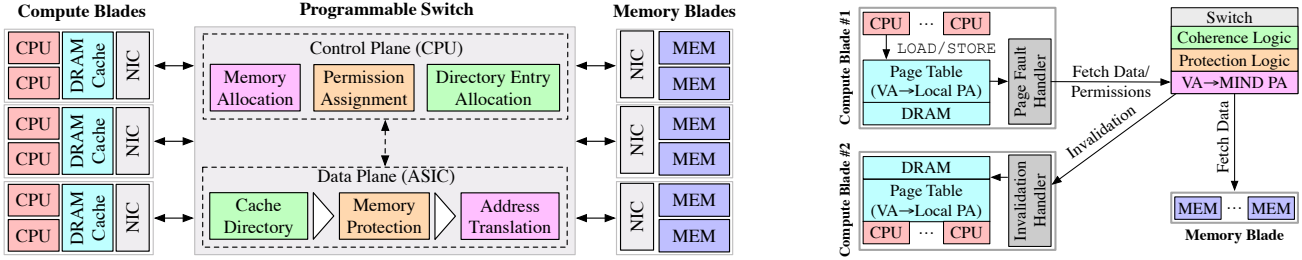 Compute Blades
CPU
CPU
DRAM
Cache
NIC
CPU
CPU
DRAM
Cache
NIC
CPU
CPU
DRAM
Cache
NIC
Programmable Switch
Control Plane (CPU)
Memory
Allocation
Permission
Assignment
Directory Entry
Allocation
Data Plane (ASIC)
Cache
Directory
Memory
Protection
Address
Translation
Memory Blades
NIC
MEM
MEM
NIC
MEM
MEM
NIC
MEM
MEM
Compute Blade #1
CPU ... CPU
LOAD/STORE
Page Table
(VA→Local PA)
DRAM
Page Fault
Handler
Fetch Data/
Permissions
Switch
Coherence Logic
Protection Logic
VA→MIND PA
Invalidation
Fetch Data
Compute Blade #2
DRAM
Page Table
(VA→Local PA)
CPU ... CPU
Invalidation
Handler
MEM ... MEM
Memory Blade